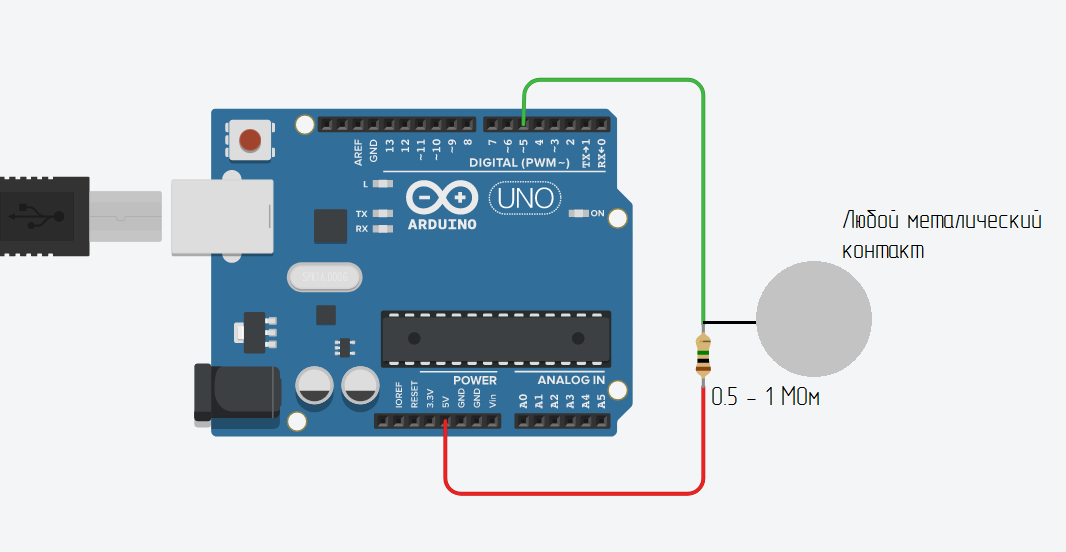 AREF
GND
13
12
~11
~10
~9
8
7
~6
~5
4
~3
2
TX→1
RX←0
DIGITAL (PWM~)
L
TX
RX
ARDUINO
UNO
ON
Любой металический
контакт
POWER
ANALOG IN
IOREF
RESET
3.3V
5V
GND
GND
Vin
A0
A1
A2
A3
A4
A5
0.5 - 1 МОм